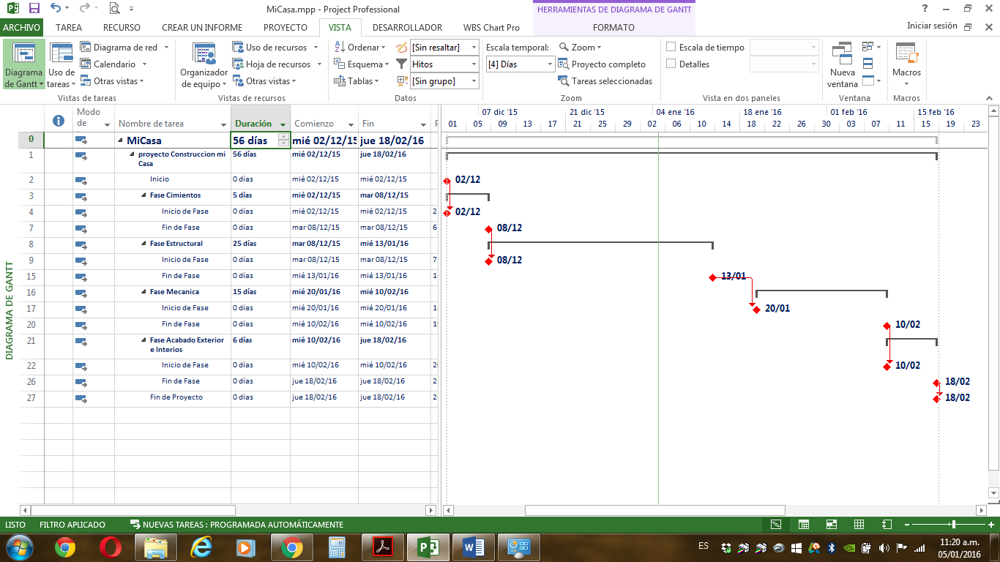 MiCasa.mpp - Project Professional
HERRAMIENTAS DE DIAGRAMA DE GANTT
ARCHIVO TAREA RECURSO CREAR UN INFORME PROYECTO VISTA DESARROLLADOR WBS Chart Pro FORMATO Iniciar sesión
Diagrama de Gantt
Uso de tareas
Diagrama de red
Calendario
Otras vistas
Vistas de tareas
Organizador de equipo
Uso de recursos
Hoja de recursos
Otras vistas
Vistas de recursos
Ordenar
Esquema
Tablas
[Sin resaltar]
Hitos
[Sin grupo]
Datos
Escala temporal:
[4] Días
Zoom
Proyecto completo
Tareas seleccionadas
Zoom
Escala de tiempo
Detalles
Vista en dos paneles
Nueva ventana
Ventana
Macros
Macros
Modo de
Nombre de tarea Duración Comienzo Fin
07 dic '15 21 dic '15 04 ene '16 18 ene '16 01 feb '16 15 feb '16
01 05 09 13 17 21 25 29 02 06 10 14 18 22 26 30 03 07 11 15 19 23
0 MiCasa 56 días mié 02/12/15 jue 18/02/16
1 proyecto Construccion mi Casa 56 días mié 02/12/15 jue 18/02/16
2 Inicio 0 días mié 02/12/15 mié 02/12/15 02/12
3 Fase Cimientos 5 días mié 02/12/15 mar 08/12/15
4 Inicio de Fase 0 días mié 02/12/15 mié 02/12/15 2 02/12
7 Fin de Fase 0 días mar 08/12/15 mar 08/12/15 6 08/12
8 Fase Estructural 25 días mar 08/12/15 mié 13/01/16
9 Inicio de Fase 0 días mar 08/12/15 mar 08/12/15 7 08/12
15 Fin de Fase 0 días mié 13/01/16 mié 13/01/16 13/01
16 Fase Mecanica 15 días mié 20/01/16 mié 10/02/16
17 Inicio de Fase 0 días mié 20/01/16 mié 20/01/16 20/01
20 Fin de Fase 0 días mié 10/02/16 mié 10/02/16 10/02
21 Fase Acabado Exterior e Interios 6 días mié 10/02/16 jue 18/02/16
22 Inicio de Fase 0 días mié 10/02/16 mié 10/02/16 10/02
26 Fin de Fase 0 días jue 18/02/16 jue 18/02/16 18/02
27 Fin de Proyecto 0 días jue 18/02/16 jue 18/02/16 18/02
DIAGRAMA DE GANTT
LISTO FILTRO APLICADO NUEVAS TAREAS : PROGRAMADA AUTOMÁTICAMENTE
ES
11:20 a.m.
05/01/2016